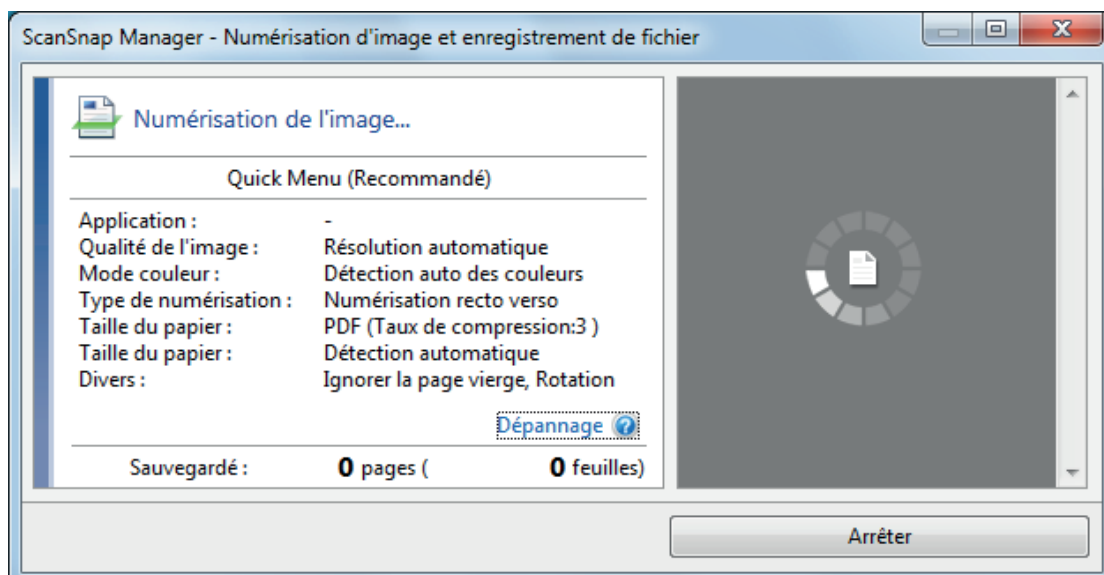 ScanSnap Manager - Numérisation d'image et enregistrement de fichier
Numérisation de l'image...
Quick Menu (Recommandé)
Application : -
Qualité de l'image : Résolution automatique
Mode couleur : Détection auto des couleurs
Type de numérisation : Numérisation recto verso
Taille du papier : PDF (Taux de compression:3 )
Taille du papier : Détection automatique
Divers : Ignorer la page vierge, Rotation
Dépannage ?
Sauvegardé : 0 pages ( 0 feuilles)
Arrêter